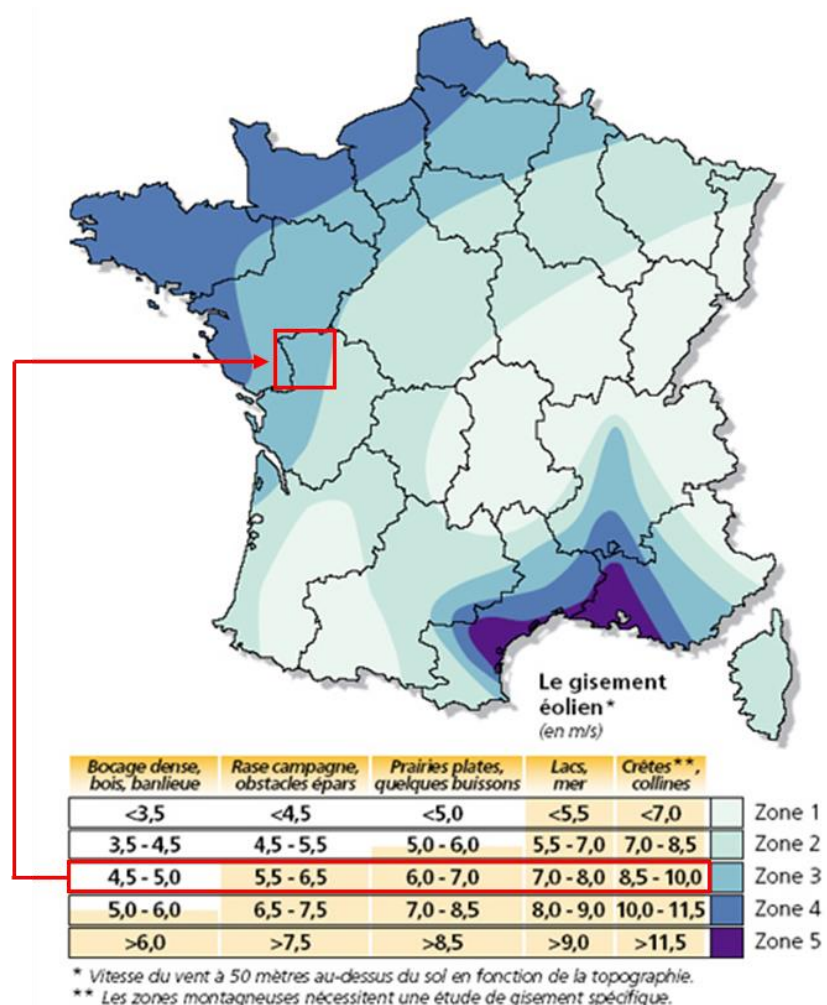 Le gisement
éolien*
(en m/s)
Bocage dense, bois, banlieue | Rase campagne, obstacles épars | Prairies plates, quelques buissons | Lacs, mer | Crêtes**, collines
<3,5 <4,5 <5,0 <5,5 <7,0 Zone 1
3,5 - 4,5 4,5 - 5,5 5,0 - 6,0 5,5 - 7,0 7,0 - 8,5 Zone 2
4,5 - 5,0 5,5 - 6,5 6,0 - 7,0 7,0 - 8,0 8,5 - 10,0 Zone 3
5,0 - 6,0 6,5 - 7,5 7,0 - 8,5 8,0 - 9,0 10,0 - 11,5 Zone 4
>6,0 >7,5 >8,5 >9,0 >11,5 Zone 5
* Vitesse du vent à 50 mètres au-dessus du sol en fonction de la topographie.
** Les zones montagneuses nécessitent une étude de gisement spécifique.